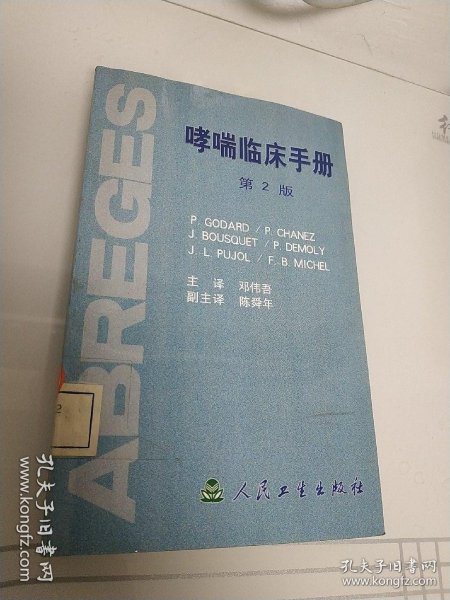 ABREGES
哮喘临床手册
第 2 版
P. GODARD / P. CHANEZ
J. BOUSQUET / P. DEMOLY
J. L. PUJOL / F. B. MICHEL
主 译 邓伟吾
副主译 陈舜年
2
人民卫生出版社
孔夫子旧书网
www.kongfz.com
孔夫子旧书网
www.kongfz.com